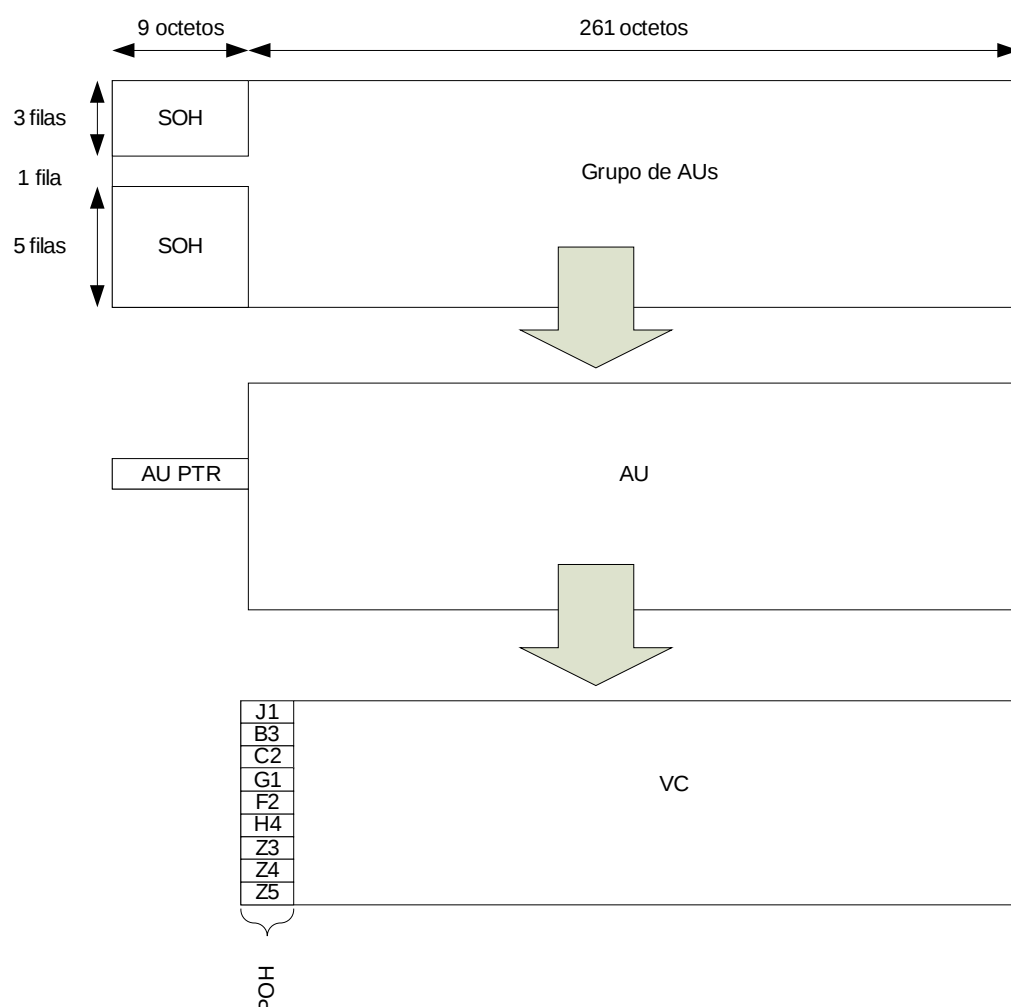 9 octetos
261 octetos
3 filas
SOH
1 fila
Grupo de AUs
5 filas
SOH
AU PTR
AU
J1
B3
C2
G1
F2
H4
Z3
Z4
Z5
VC
POH